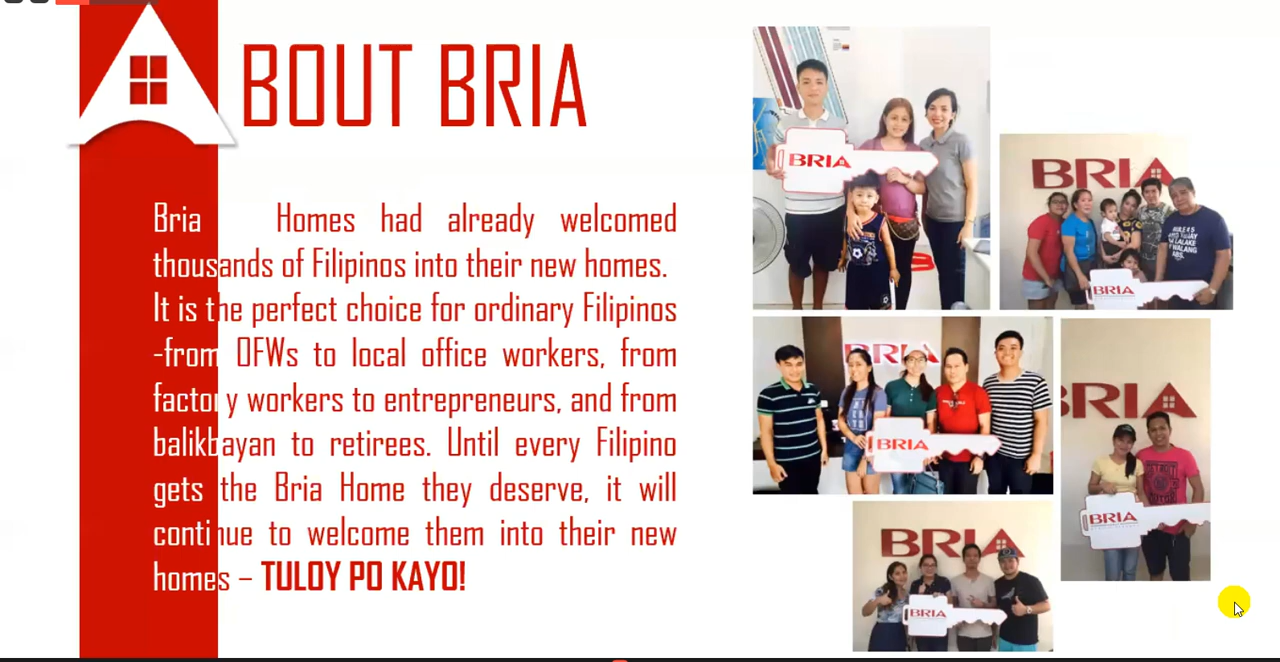 BOUT BRIA
Bria Homes had already welcomed
thousands of Filipinos into their new homes.
It is the perfect choice for ordinary Filipinos
-from OFWs to local office workers, from
factory workers to entrepreneurs, and from
balikbayan to retirees. Until every Filipino
gets the Bria Home they deserve, it will
continue to welcome them into their new
homes – TULOY PO KAYO!
BRIA
BRIA
BRIA
BRIA
BRIA
BRIA
BRIA
BRIA
BRIA